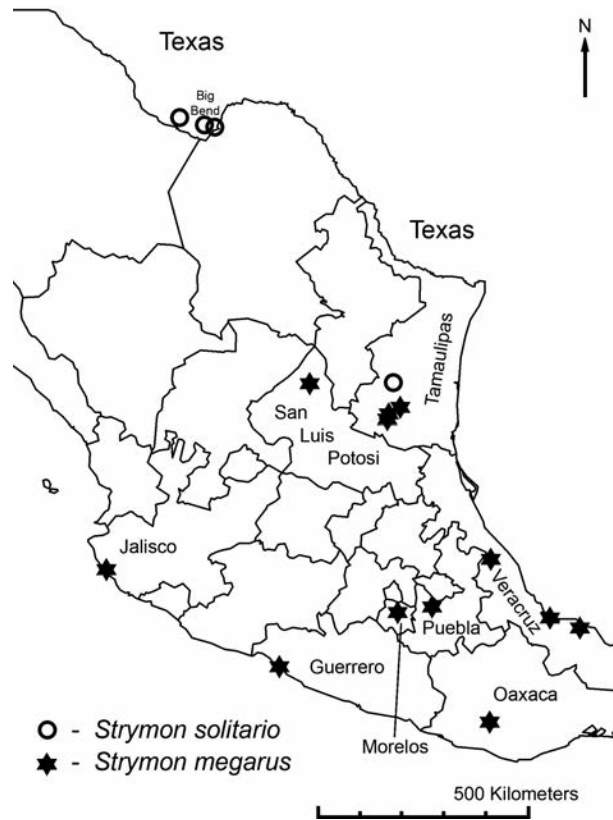 Texas
N
Big
Bend
Texas
Tamaulipas
San
Luis
Potosi
Jalisco
Veracruz
Puebla
Guerrero
Oaxaca
- Strymon solitario
Morelos
- Strymon megarus
500 Kilometers